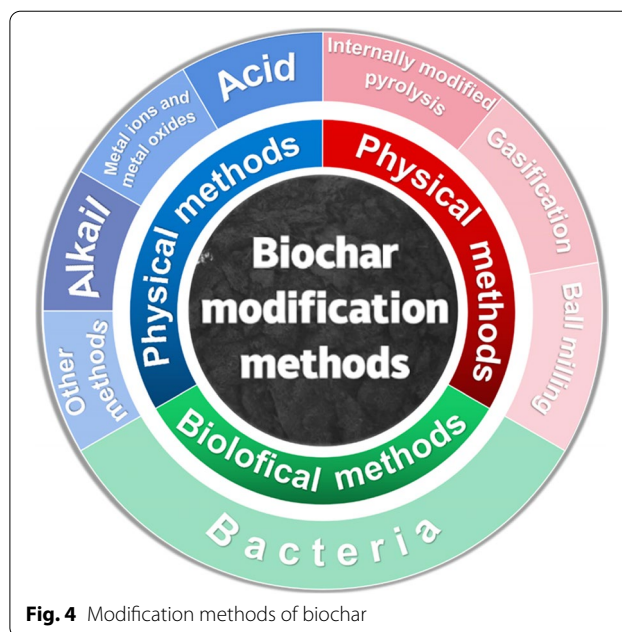 Biochar
modification
methods
Physical methods
Physical methods
Biolofical methods
Acid
Metal ions and
metal oxides
Alkail
Other
methods
Internally modified
pyrolysis
Gasification
Ball milling
Bacteria
Fig. 4 Modification methods of biochar